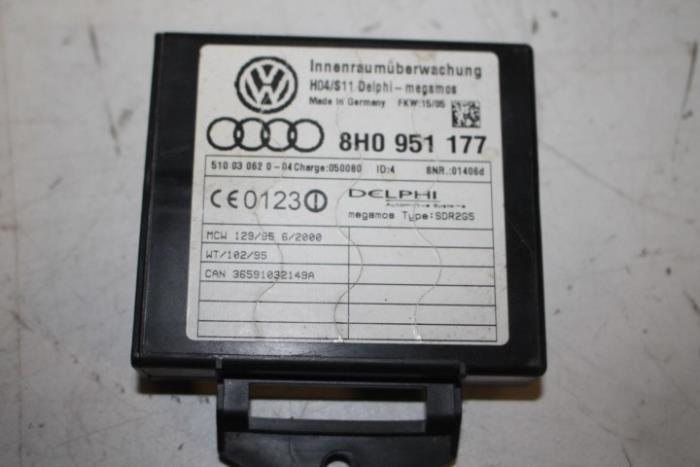 Innenraumüberwachung
H04/S11 Delphi-megamos
Made in Germany FKW:15/05
8H0 951 177
510 03 062 0 -04 Charge:050080 ID:4 SNR.:01406d
CE0123
DELPHI
Automotive Systems
megamos Type:SDR2G5
MCW 129/95 6/2000
WT/102/95
CAN 36591032149A